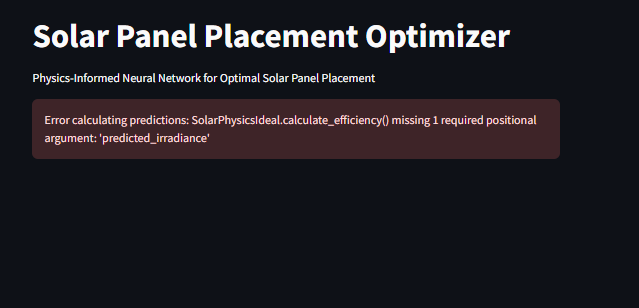 Solar Panel Placement Optimizer
Physics-Informed Neural Network for Optimal Solar Panel Placement
Error calculating predictions: SolarPhysicsIdeal.calculate_efficiency() missing 1 required positional
argument: 'predicted_irradiance'